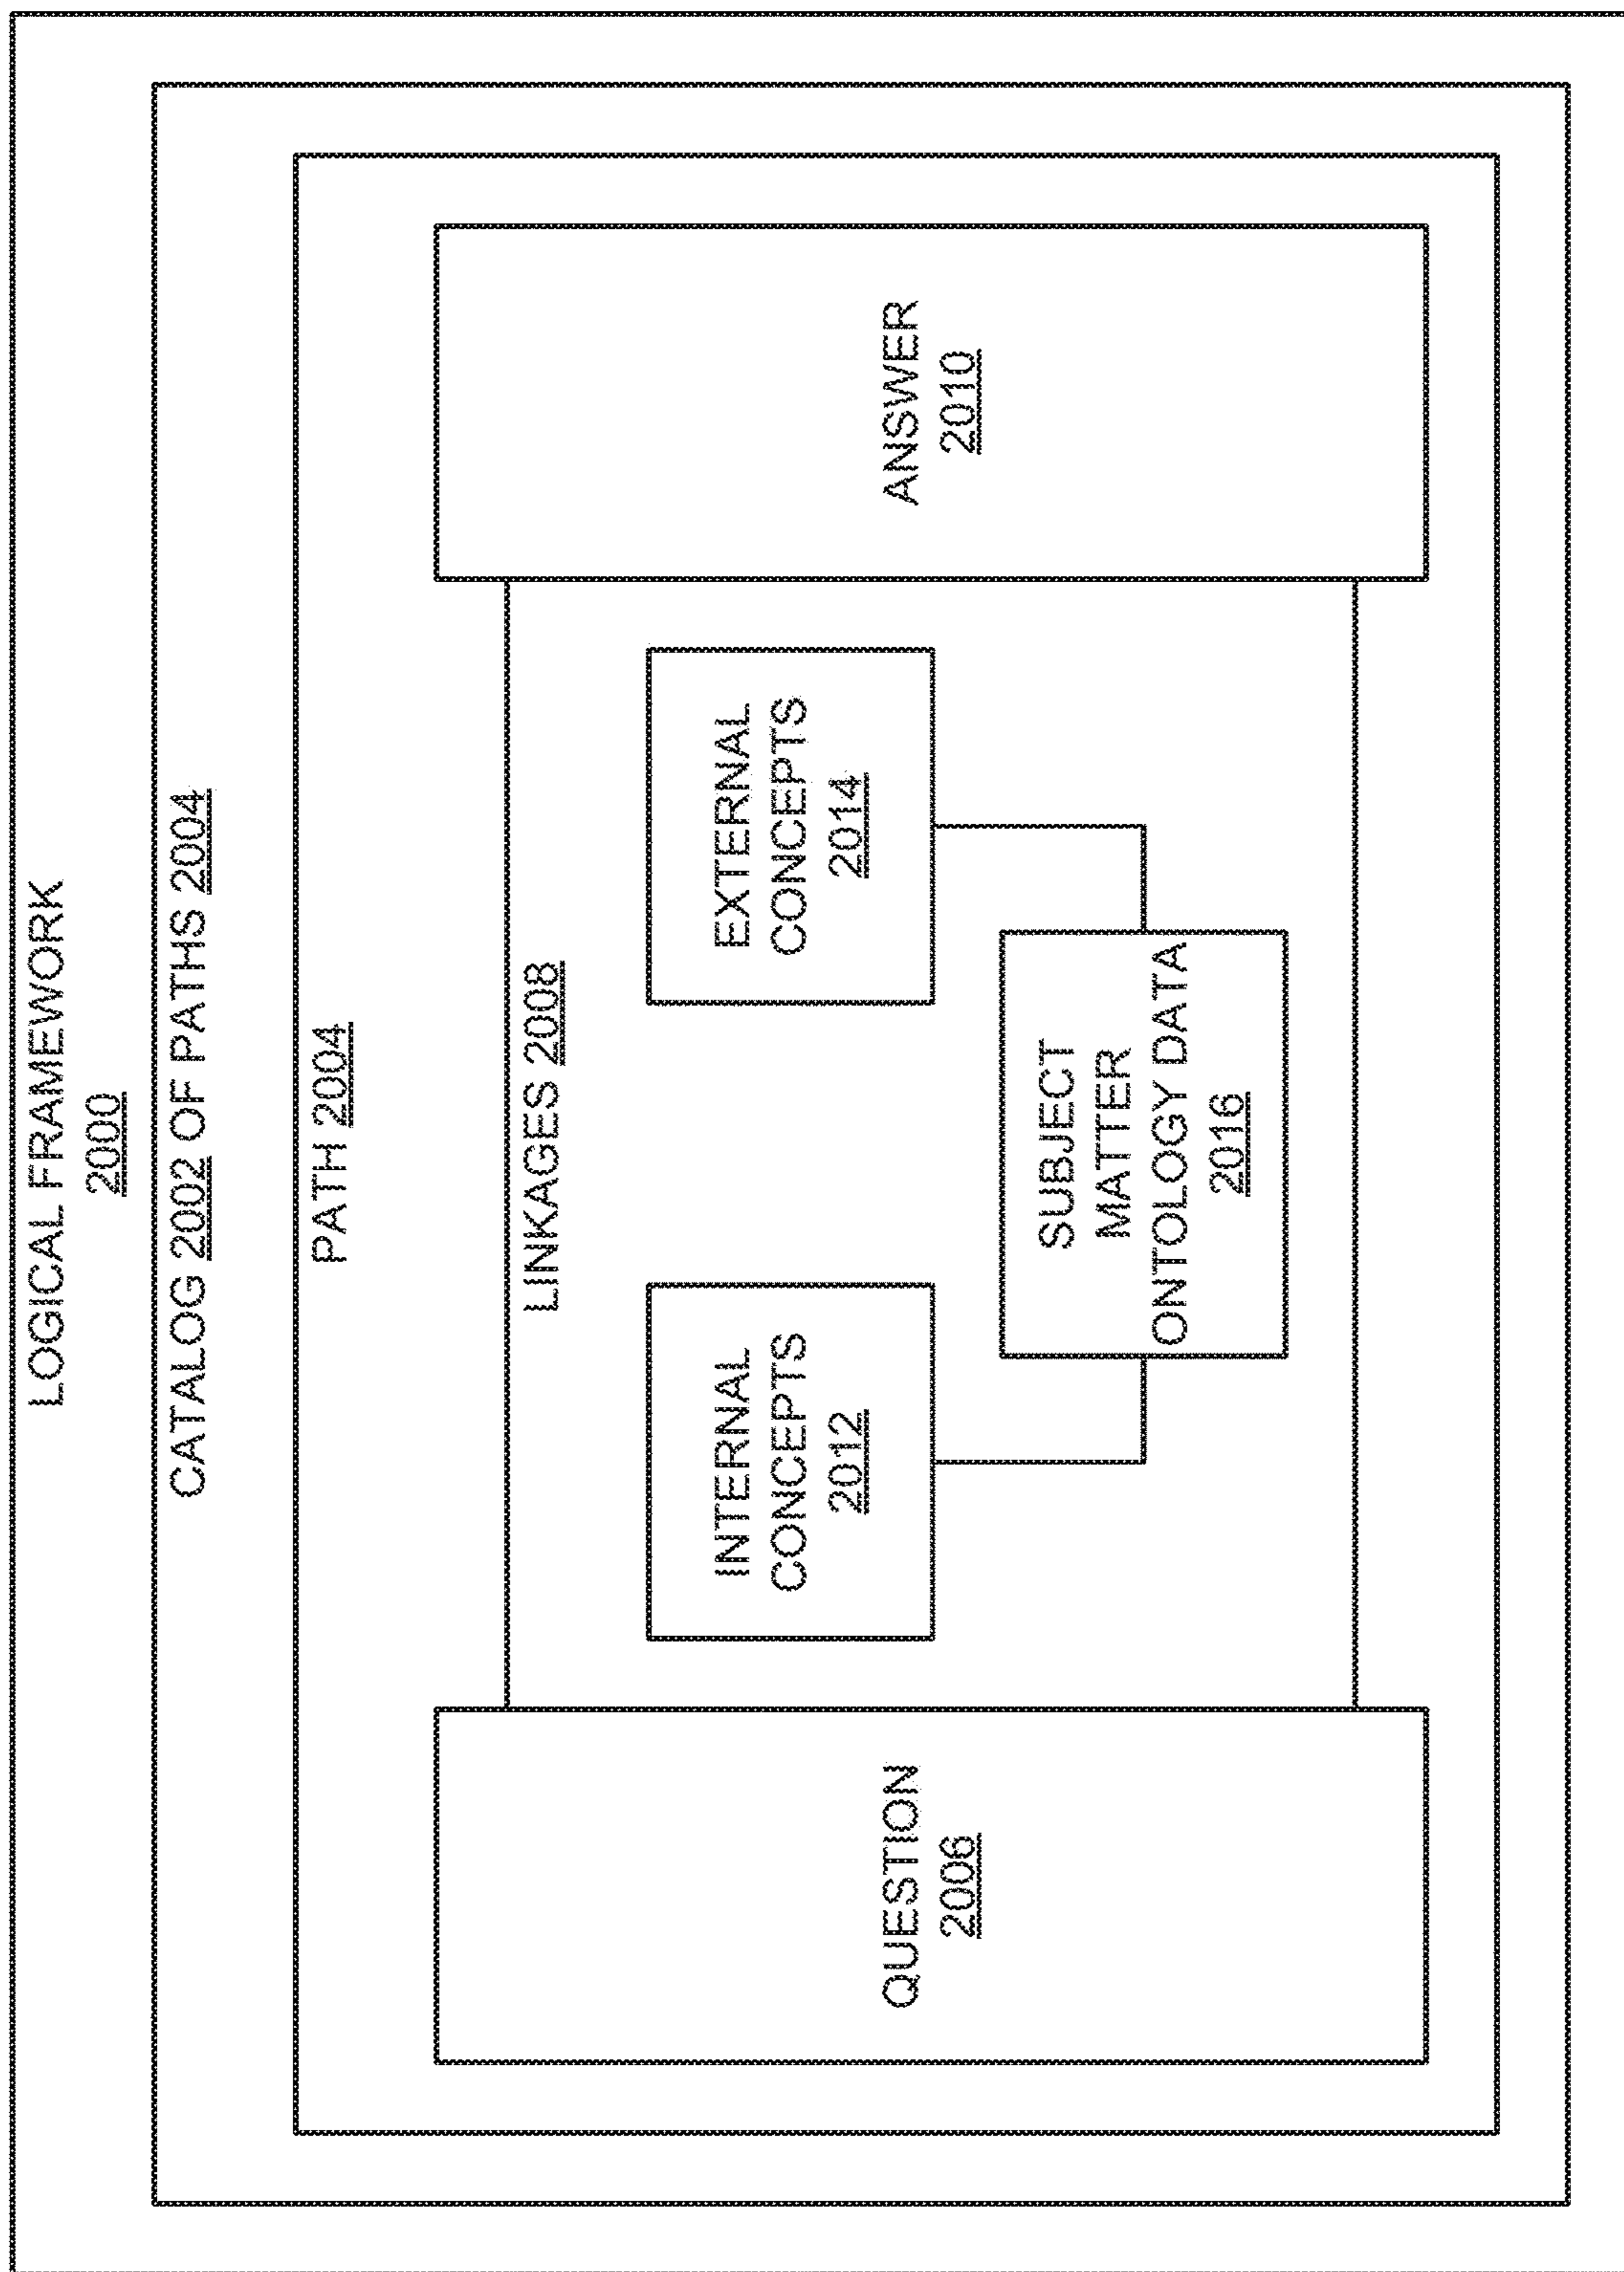 LOGICAL FRAMEWORK
2000
CATALOG 2002 OF PATHS 2004
PATH 2004
LINKAGES 2008
QUESTION
2006
INTERNAL
CONCEPTS
2012
EXTERNAL
CONCEPTS
2014
SUBJECT
MATTER
ONTOLOGY DATA
2016
ANSWER
2010